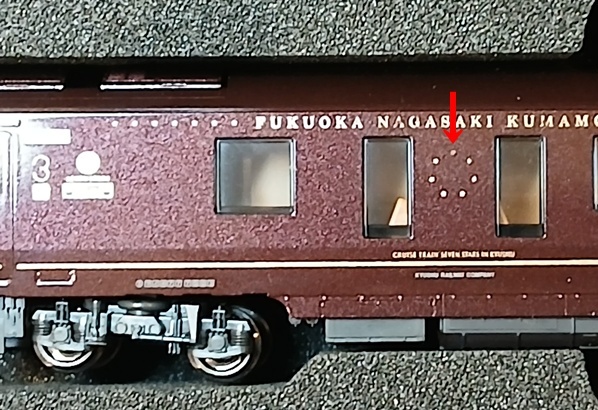 FUKUOKA NAGASAKI KUMAMO
3
CRUISE TRAIN SEVEN STARS IN KYUSHU
KYUSHU RAILWAY COMPANY